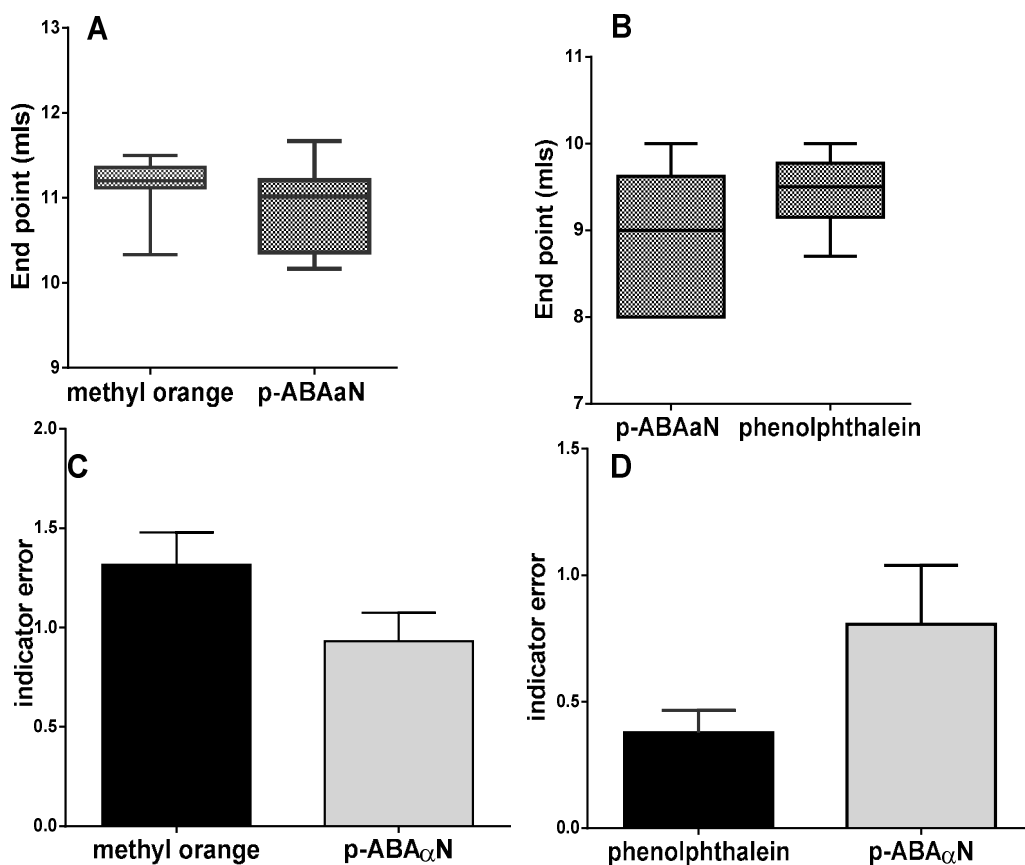 A
End point (mls)
13
12
11
10
9
methyl orange p-ABAaN
B
End point (mls)
11
10
9
8
7
p-ABAaN phenolphthalein
C
indicator error
2.0
1.5
1.0
0.5
0.0
methyl orange p-ABAαN
D
indicator error
1.5
1.0
0.5
0.0
phenolphthalein p-ABAαN